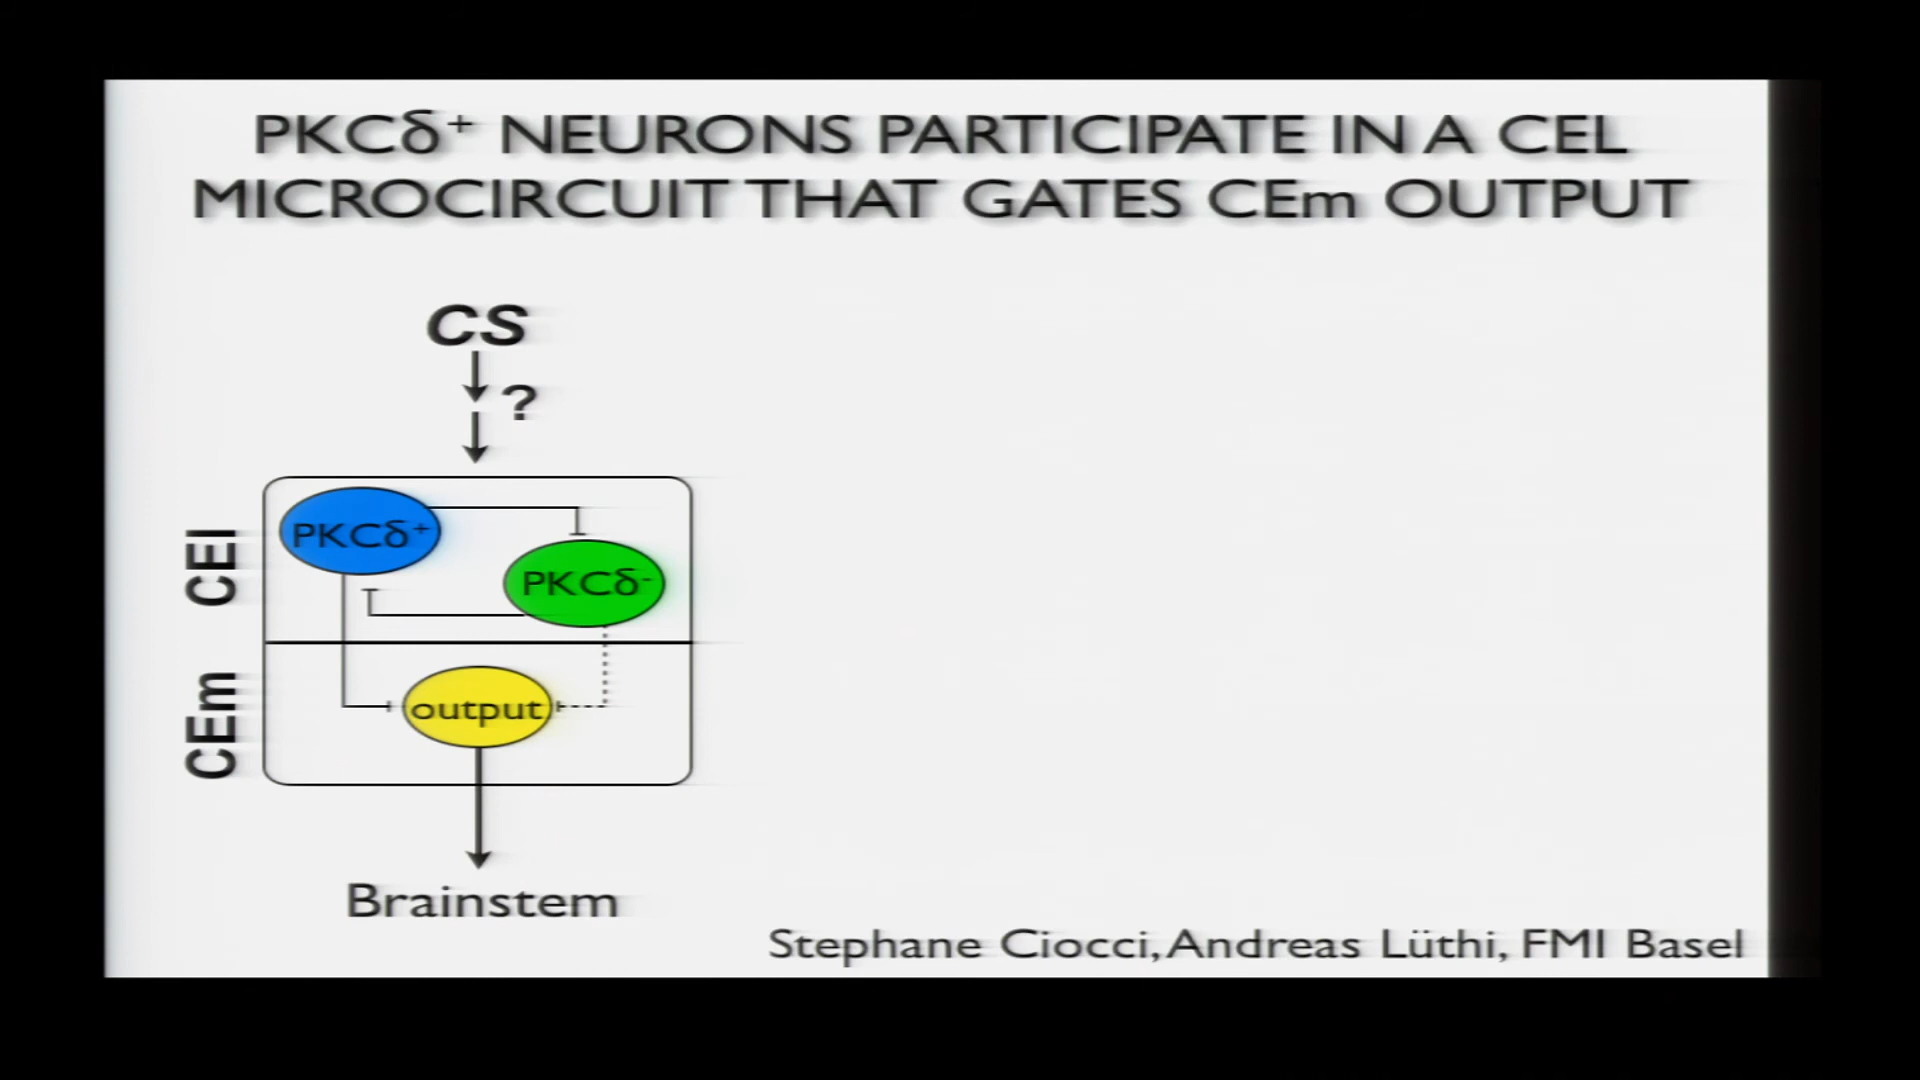 PKCδ⁺ NEURONS PARTICIPATE IN A CEL
MICROCIRCUIT THAT GATES CEm OUTPUT
CS
?
CEl
PKCδ⁺
PKCδ⁻
CEm
output
Brainstem
Stephane Ciocci, Andreas Lüthi, FMI Basel